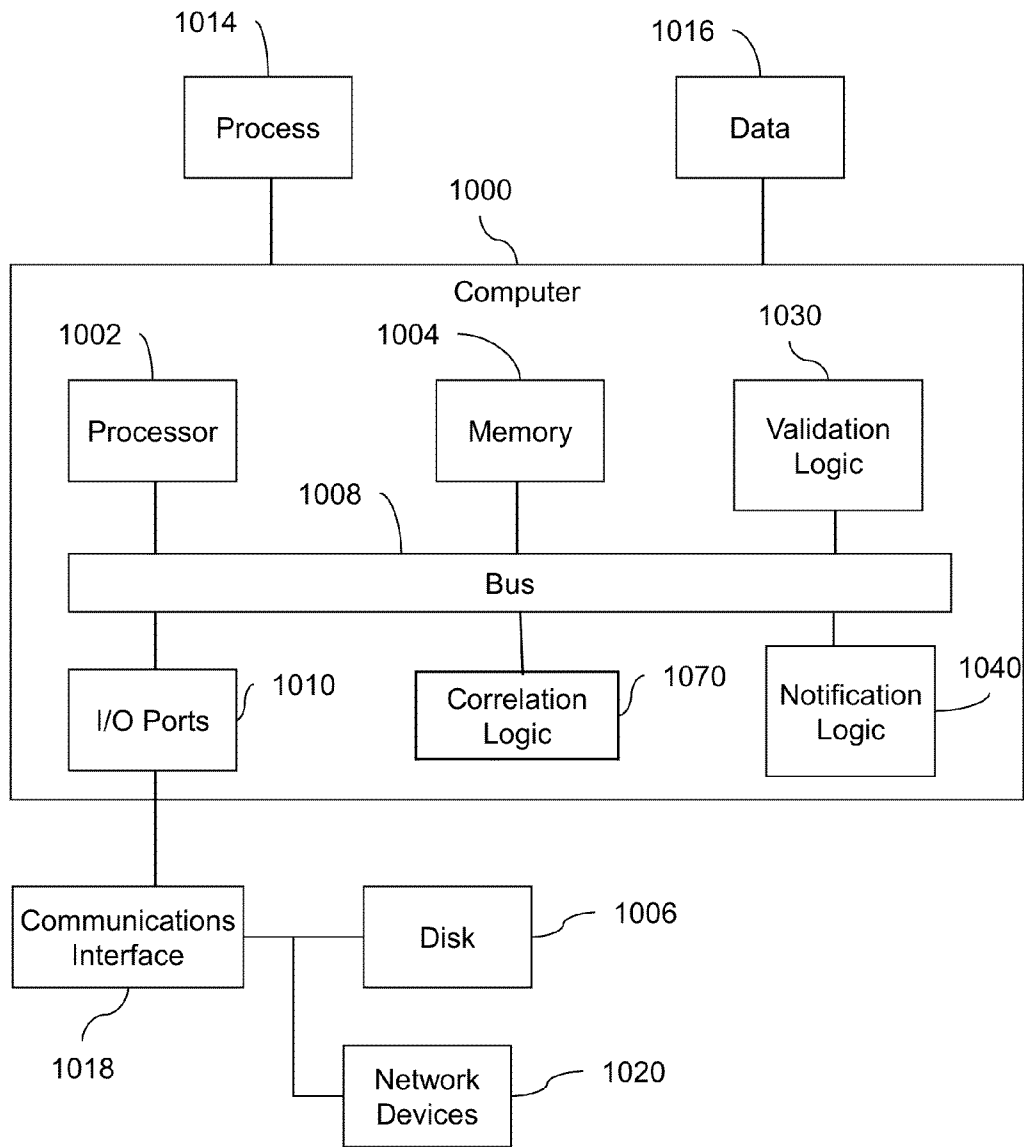 1014
1016
Process
Data
1000
Computer
1002
1004
1030
Processor
Memory
Validation
Logic
1008
Bus
I/O Ports
1010
Correlation
Logic
1070
Notification
Logic
1040
Communications
Interface
Disk
1006
1018
Network
Devices
1020